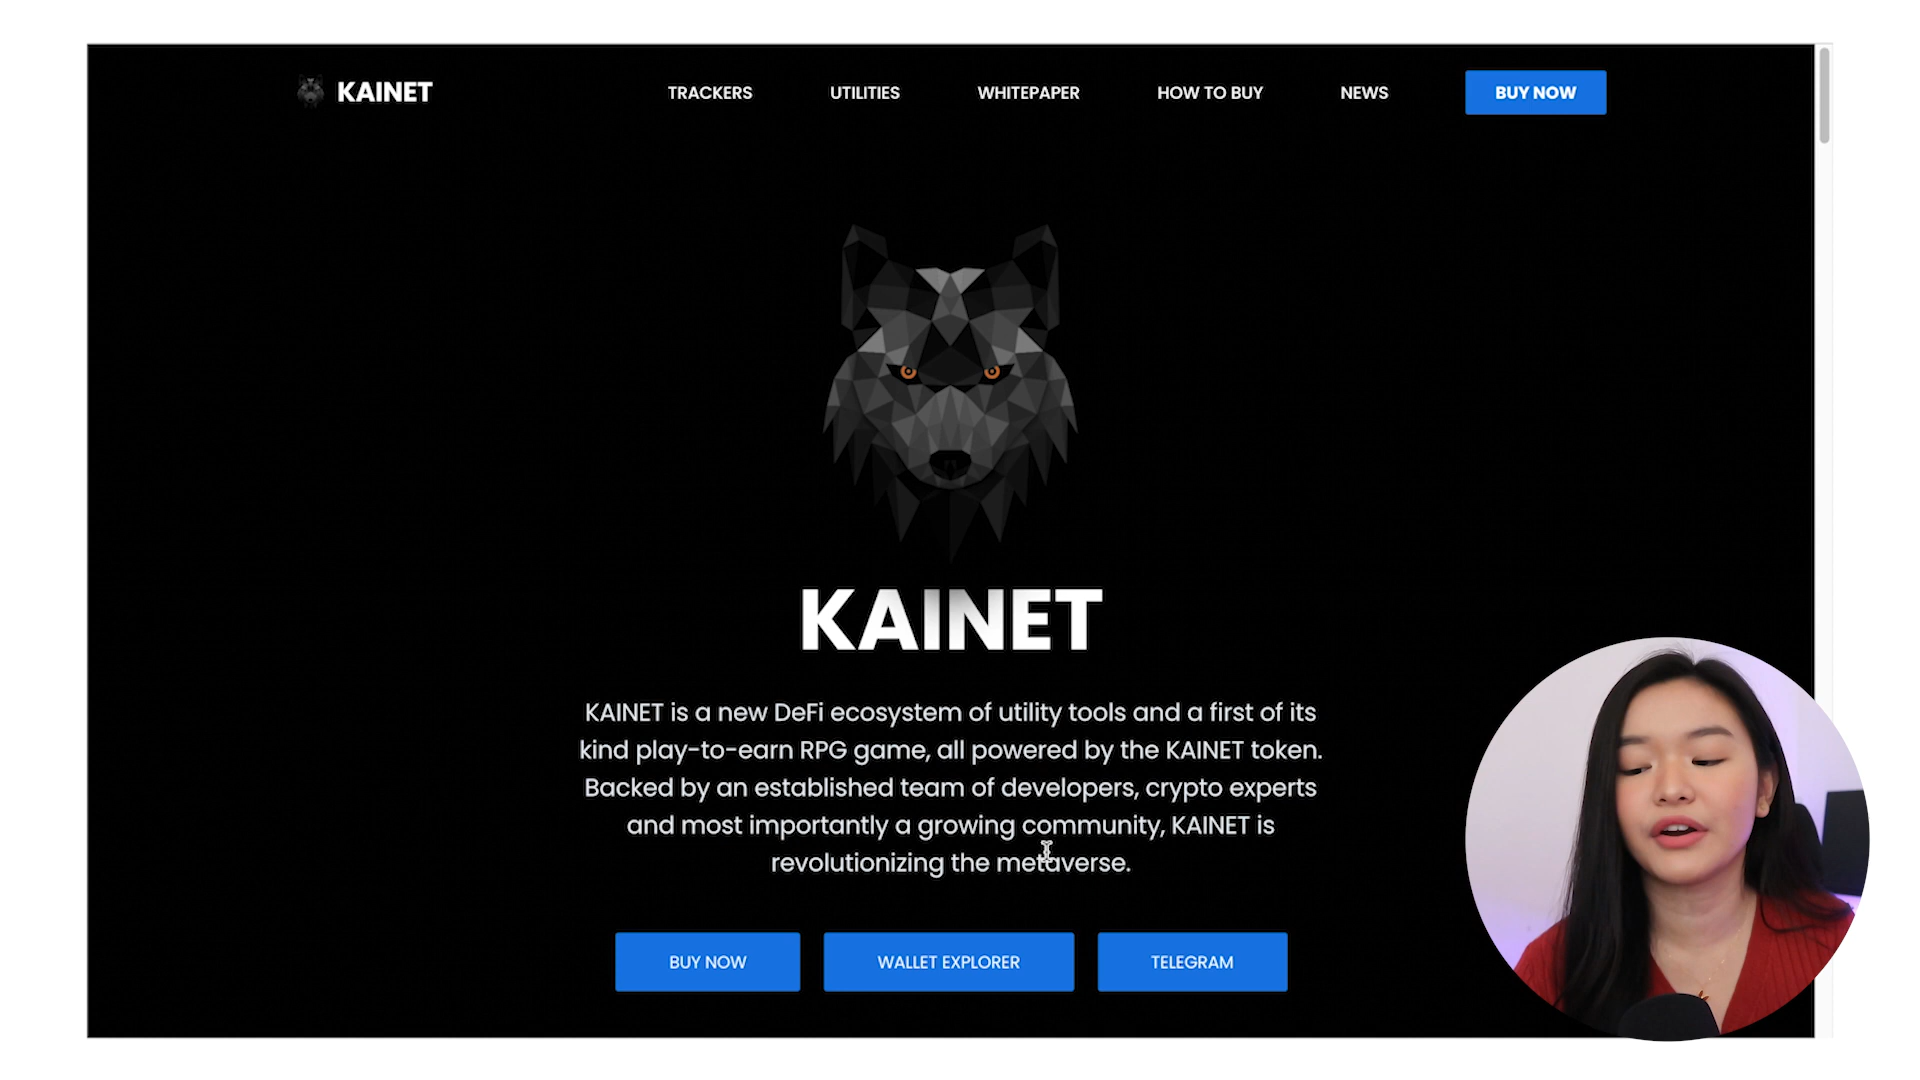 KAINET
TRACKERS
UTILITIES
WHITEPAPER
HOW TO BUY
NEWS
BUY NOW
KAINET
KAINET is a new DeFi ecosystem of utility tools and a first of its
kind play-to-earn RPG game, all powered by the KAINET token.
Backed by an established team of developers, crypto experts
and most importantly a growing community, KAINET is
revolutionizing the metaverse.
BUY NOW
WALLET EXPLORER
TELEGRAM